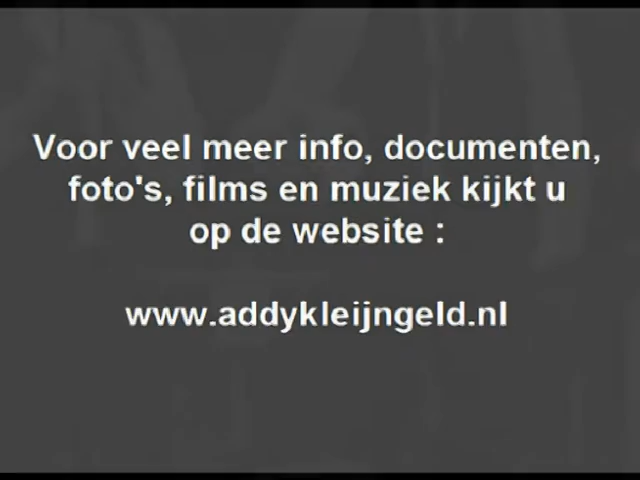 Voor veel meer info, documenten,
foto's, films en muziek kijkt u
op de website :
www.addykleijngeld.nl